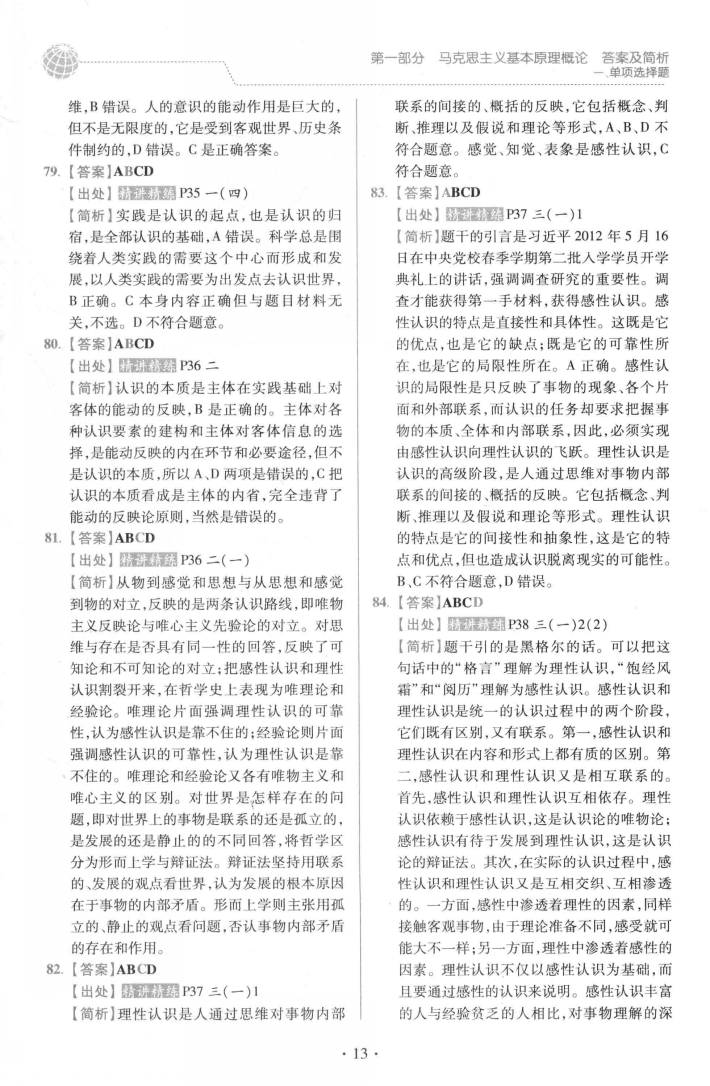 第一部分 马克思主义基本原理概论 答案及简析
一、单项选择题
维,B 错误。人的意识的能动作用是巨大的,
但不是无限度的,它是受到客观世界、历史条
件制约的,D 错误。C 是正确答案。
79. 【答案】ABCD
【出处】精讲精练 P35 一(四)
【简析】实践是认识的起点,也是认识的归
宿,是全部认识的基础,A 错误。科学总是围
绕着人类实践的需要这个中心而形成和发
展,以人类实践的需要为出发点去认识世界,
B 正确。C 本身内容正确但与题目材料无
关,不选。D 不符合题意。
80. 【答案】ABCD
【出处】精讲精练 P36 二
【简析】认识的本质是主体在实践基础上对
客体的能动的反映,B 是正确的。主体对各
种认识要素的建构和主体对客体信息的选
择,是能动反映的内在环节和必要途径,但不
是认识的本质,所以 A、D 两项是错误的,C 把
认识的本质看成是主体的内省,完全违背了
能动的反映论原则,当然是错误的。
81. 【答案】ABCD
【出处】精讲精练 P36 二(一)
【简析】从物到感觉和思想与从思想和感觉
到物的对立,反映的是两条认识路线,即唯物
主义反映论与唯心主义先验论的对立。对思
维与存在是否具有同一性的回答,反映了可
知论和不可知论的对立;把感性认识和理性
认识割裂开来,在哲学史上表现为唯理论和
经验论。唯理论片面强调理性认识的可靠
性,认为感性认识是靠不住的;经验论则片面
强调感性认识的可靠性,认为理性认识是靠
不住的。唯理论和经验论又各有唯物主义和
唯心主义的区别。对世界是怎样存在的问
题,即对世界上的事物是联系的还是孤立的,
是发展的还是静止的的不同回答,将哲学区
分为形而上学与辩证法。辩证法坚持用联系
的、发展的观点看世界,认为发展的根本原因
在于事物的内部矛盾。形而上学则主张用孤
立的、静止的观点看问题,否认事物内部矛盾
的存在和作用。
82. 【答案】ABCD
【出处】精讲精练 P37 三(一)1
【简析】理性认识是人通过思维对事物内部
联系的间接的、概括的反映,它包括概念、判
断、推理以及假说和理论等形式,A、B、D 不
符合题意。感觉、知觉、表象是感性认识,C
符合题意。
83. 【答案】ABCD
【出处】精讲精练 P37 三(一)1
【简析】题干的引言是习近平 2012 年 5 月 16
日在中央党校春季学期第二批入学学员开学
典礼上的讲话,强调调查研究的重要性。调
查才能获得第一手材料,获得感性认识。感
性认识的特点是直接性和具体性。这既是它
的优点,也是它的缺点;既是它的可靠性所
在,也是它的局限性所在。A 正确。感性认
识的局限性是只反映了事物的现象、各个片
面和外部联系,而认识的任务却要求把握事
物的本质、全体和内部联系,因此,必须实现
由感性认识向理性认识的飞跃。理性认识是
认识的高级阶段,是人通过思维对事物内部
联系的间接的、概括的反映。它包括概念、判
断、推理以及假说和理论等形式。理性认识
的特点是它的间接性和抽象性,这是它的特
点和优点,但也造成认识脱离现实的可能性。
B、C 不符合题意,D 错误。
84. 【答案】ABCD
【出处】精讲精练 P38 三(一)2(2)
【简析】题干引的是黑格尔的话。可以把这
句话中的“格言”理解为理性认识,“饱经风
霜”和“阅历”理解为感性认识。感性认识和
理性认识是统一的认识过程中的两个阶段,
它们既有区别,又有联系。第一,感性认识和
理性认识在内容和形式上都有质的区别。第
二,感性认识和理性认识又是相互联系的。
首先,感性认识和理性认识互相依存。理性
认识依赖于感性认识,这是认识论的唯物论;
感性认识有待于发展到理性认识,这是认识
论的辩证法。其次,在实际的认识过程中,感
性认识和理性认识又是互相交织、互相渗透
的。一方面,感性中渗透着理性的因素,同样
接触客观事物,由于理论准备不同,感受就可
能大不一样;另一方面,理性中渗透着感性的
因素。理性认识不仅以感性认识为基础,而
且要通过感性的认识来说明。感性认识丰富
的人与经验贫乏的人相比,对事物理解的深
· 13 ·